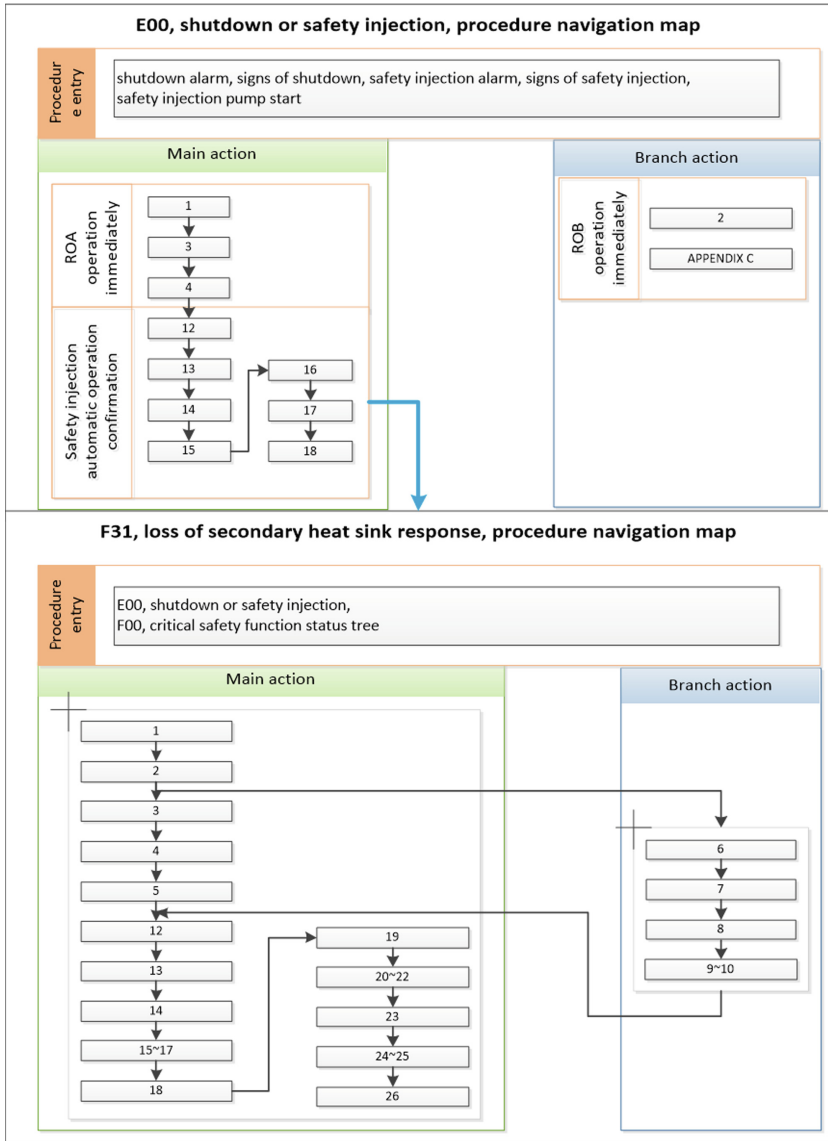 E00, shutdown or safety injection, procedure navigation map
Procedur
e entry
shutdown alarm, signs of shutdown, safety injection alarm, signs of safety injection,
safety injection pump start
Main action
Branch action
ROA
operation
immediately
1
3
4
ROB
operation
immediately
2
APPENDIX C
Safety injection
automatic operation
confirmation
12
13
14
15
16
17
18
F31, loss of secondary heat sink response, procedure navigation map
Procedure
entry
E00, shutdown or safety injection,
F00, critical safety function status tree
Main action
Branch action
1
2
3
4
5
12
13
14
15~17
18
19
20~22
23
24~25
26
6
7
8
9~10